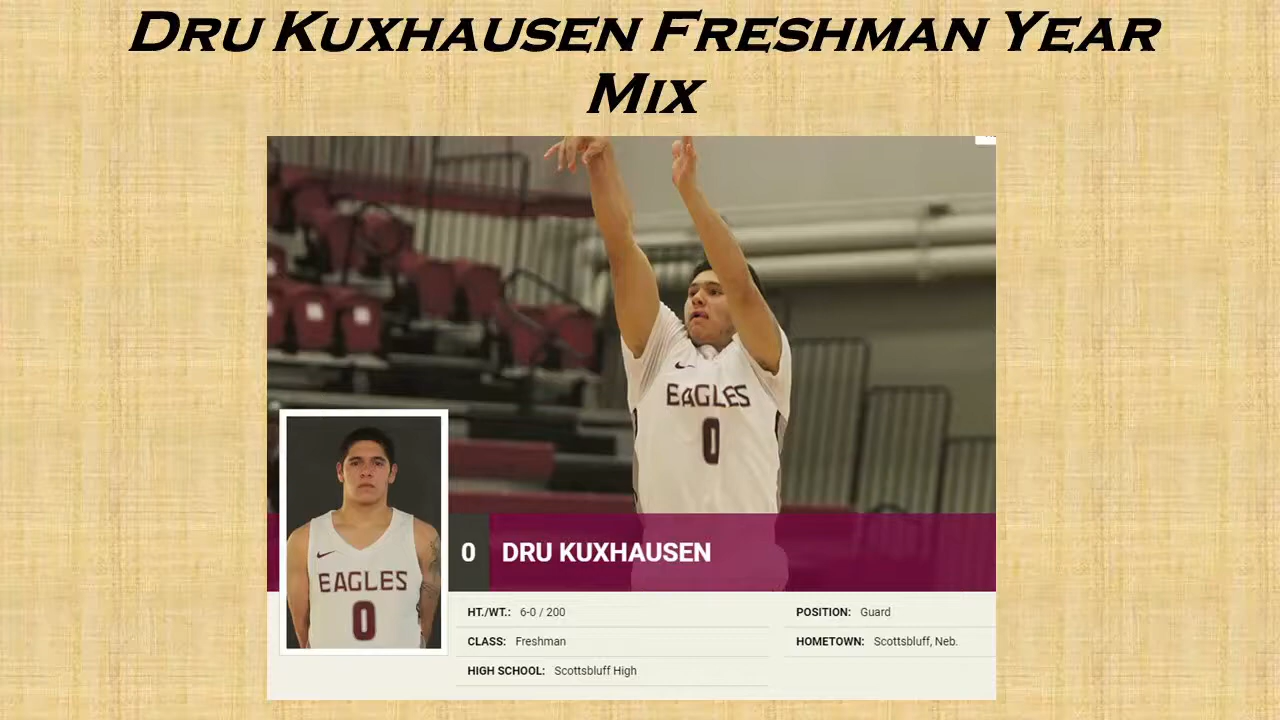 DRU KUXHAUSEN FRESHMAN YEAR
MIX
EAGLES
0
EAGLES
0
0 DRU KUXHAUSEN
HT./WT.: 6-0 / 200
POSITION: Guard
CLASS: Freshman
HOMETOWN: Scottsbluff, Neb.
HIGH SCHOOL: Scottsbluff High